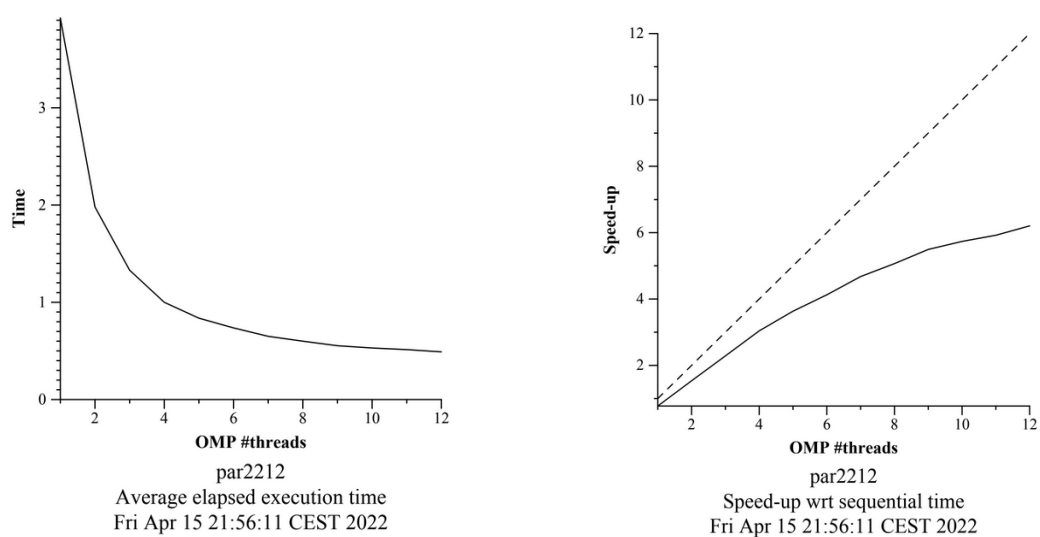 3
2
1
0
Time
2
4
6
8
10
12
OMP #threads
par2212
Average elapsed execution time
Fri Apr 15 21:56:11 CEST 2022
12
10
8
6
4
2
Speed-up
2
4
6
8
10
12
OMP #threads
par2212
Speed-up wrt sequential time
Fri Apr 15 21:56:11 CEST 2022